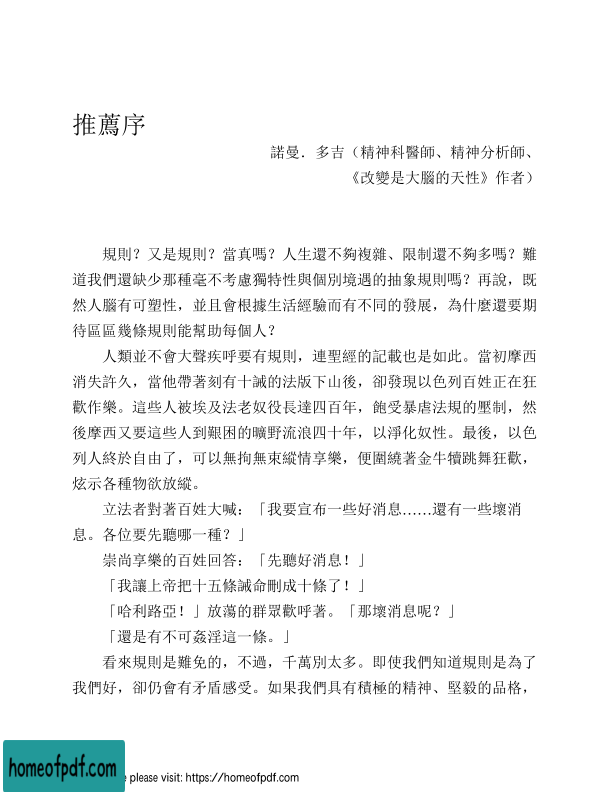 推薦序
諾曼．多吉（精神科醫師、精神分析師、
《改變是大腦的天性》作者）
規則？又是規則？當真嗎？人生還不夠複雜、限制還不夠多嗎？難
道我們還缺少那種毫不考慮獨特性與個別境遇的抽象規則嗎？再說，既
然人腦有可塑性，並且會根據生活經驗而有不同的發展，為什麼還要期
待區區幾條規則能幫助每個人？
人類並不會大聲疾呼要有規則，連聖經的記載也是如此。當初摩西
消失許久，當他帶著刻有十誡的法版下山後，卻發現以色列百姓正在狂
歡作樂。這些人被埃及法老奴役長達四百年，飽受暴虐法規的壓制，然
後摩西又要這些人到艱困的曠野流浪四十年，以淨化奴性。最後，以色
列人終於自由了，可以無拘無束縱情享樂，便圍繞著金牛犢跳舞狂歡，
炫示各種物欲放縱。
立法者對著百姓大喊：「我要宣布一些好消息……還有一些壞消
息。各位要先聽哪一種？」
崇尚享樂的百姓回答：「先聽好消息！」
「我讓上帝把十五條誡命刪成十條了！」
「哈利路亞！」放蕩的群眾歡呼著。「那壞消息呢？」
「還是有不可姦淫這一條。」
看來規則是難免的，不過，千萬別太多。即使我們知道規則是為了
我們好，卻仍會有矛盾感受。如果我們具有積極的精神、堅毅的品格，
homeofpdf.com
e please visit: https://homeofpdf.com